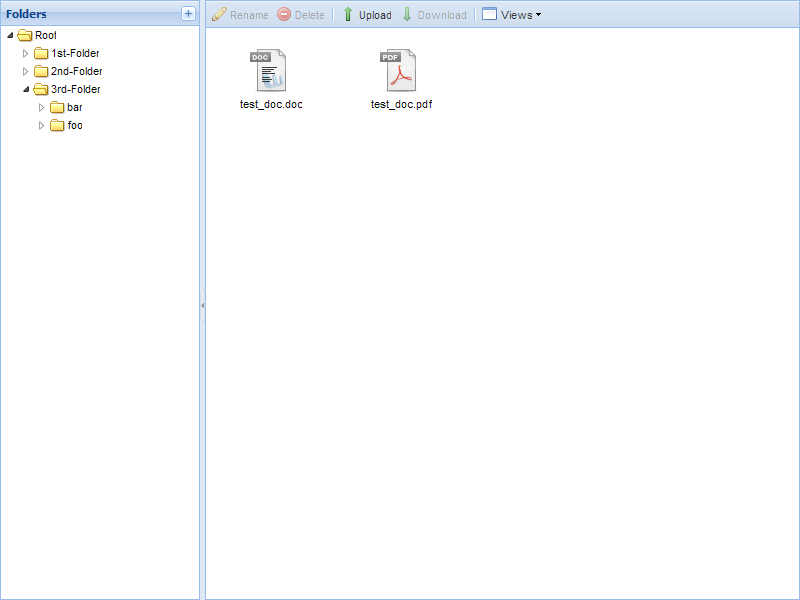 Folders
Rename Delete Upload Download Views
Root
1st-Folder
2nd-Folder
3rd-Folder
bar
foo
DOC
test_doc.doc
PDF
test_doc.pdf